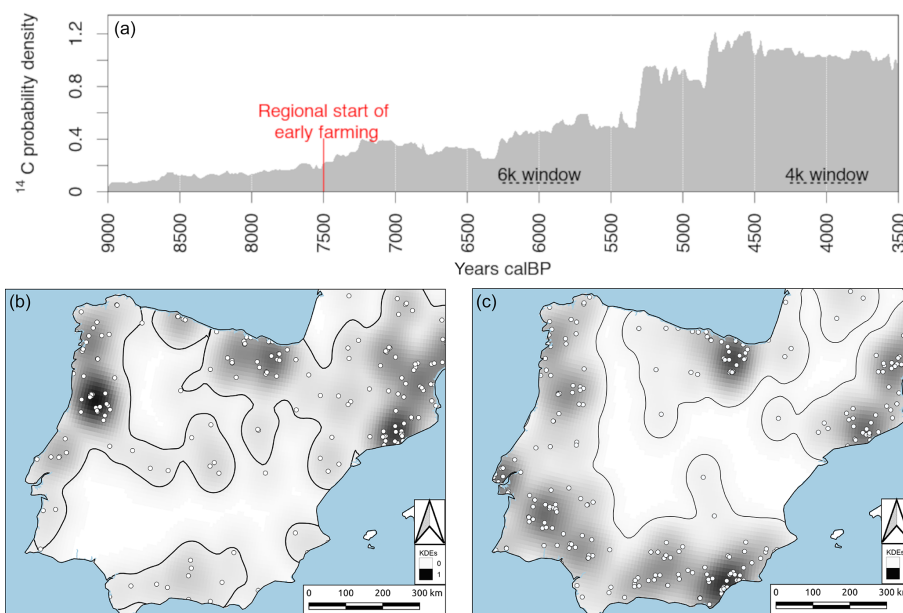 (a)
14 C probability density
1.2
0.8
0.4
0
Regional start of
early farming
6k window
4k window
9000
8500
8000
7500
7000
6500
6000
5500
5000
4500
4000
3500
Years calBP
(b)
KDEs
0
1
0 100 200 300 km
(c)
KDEs
0
0 100 200 300 km